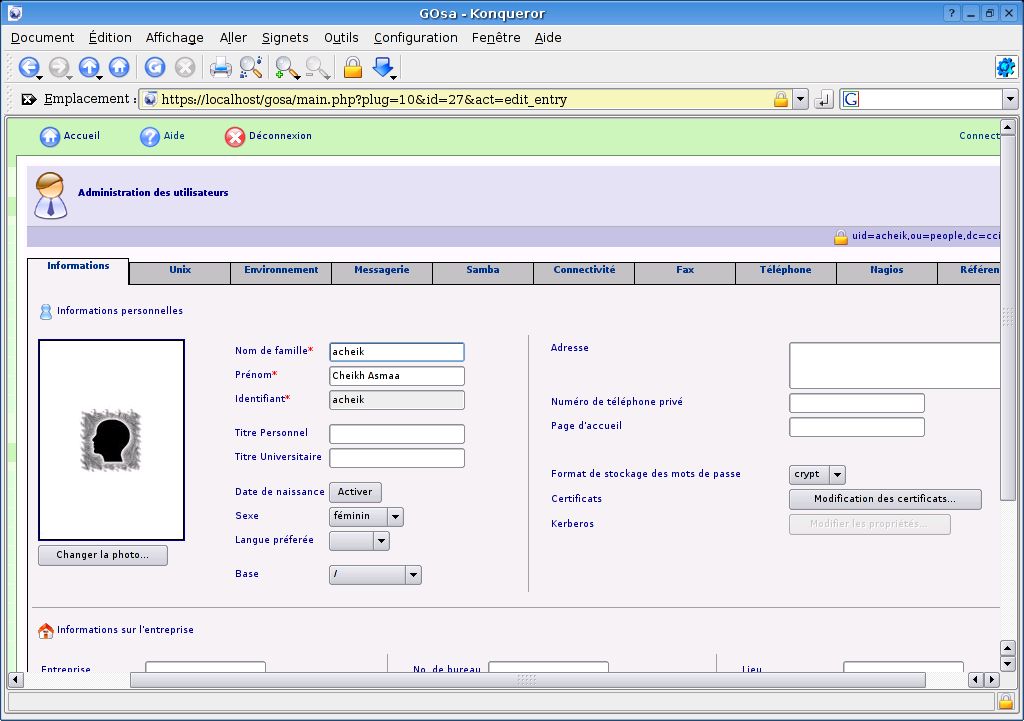 GOsa - Konqueror
Document Édition Affichage Aller Signets Outils Configuration Fenêtre Aide
Emplacement : https://localhost/gosa/main.php?plug=10&id=27&act=edit_entry
Accueil Aide Déconnexion Connect
Administration des utilisateurs
uid=acheik,ou=people,dc=cci
Informations Unix Environnement Messagerie Samba Connectivité Fax Téléphone Nagios Référen
Informations personnelles
Nom de famille* acheik
Prénom* Cheikh Asmaa
Identifiant* acheik
Titre Personnel
Titre Universitaire
Date de naissance Activer
Sexe féminin
Langue préferée
Base /
Changer la photo...
Adresse
Numéro de téléphone privé
Page d'accueil
Format de stockage des mots de passe crypt
Certificats Modification des certificats...
Kerberos Modifier les propriétés...
Informations sur l'entreprise
Entreprise No. de bureau Lieu